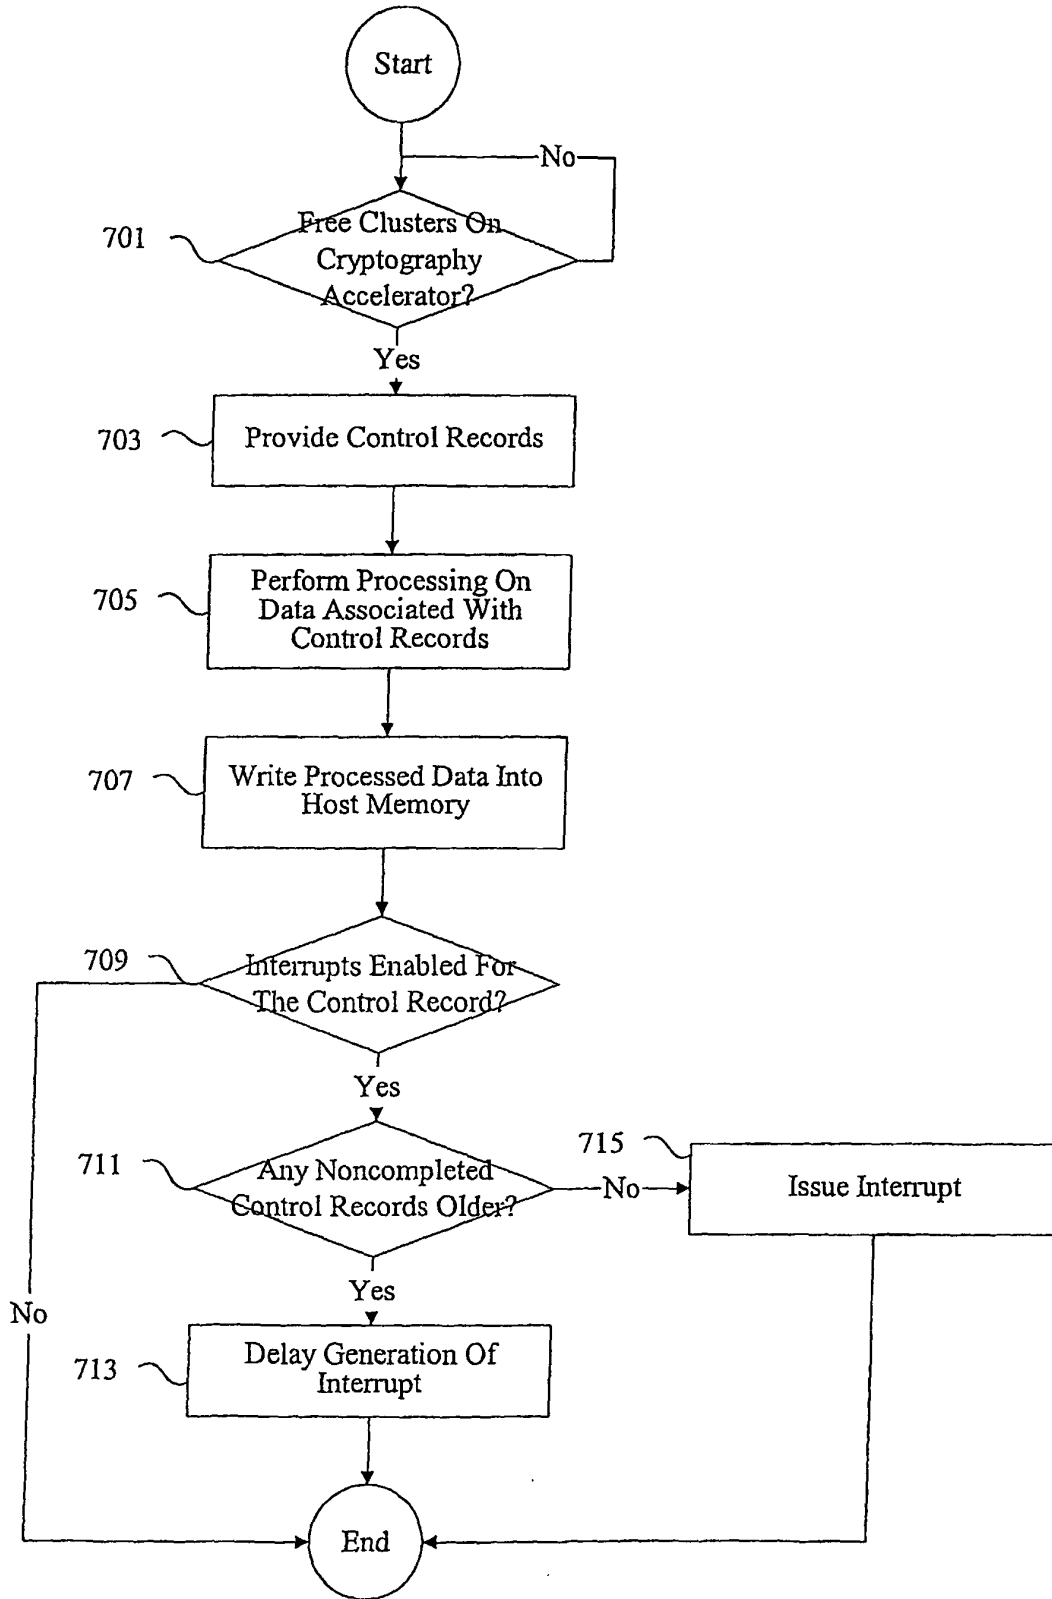 Start
No
701
Free Clusters On
Cryptography
Accelerator?
Yes
703
Provide Control Records
705
Perform Processing On
Data Associated With
Control Records
707
Write Processed Data Into
Host Memory
709
Interrupts Enabled For
The Control Record?
Yes
711
Any Noncompleted
Control Records Older?
No
715
Issue Interrupt
Yes
No
713
Delay Generation Of
Interrupt
End